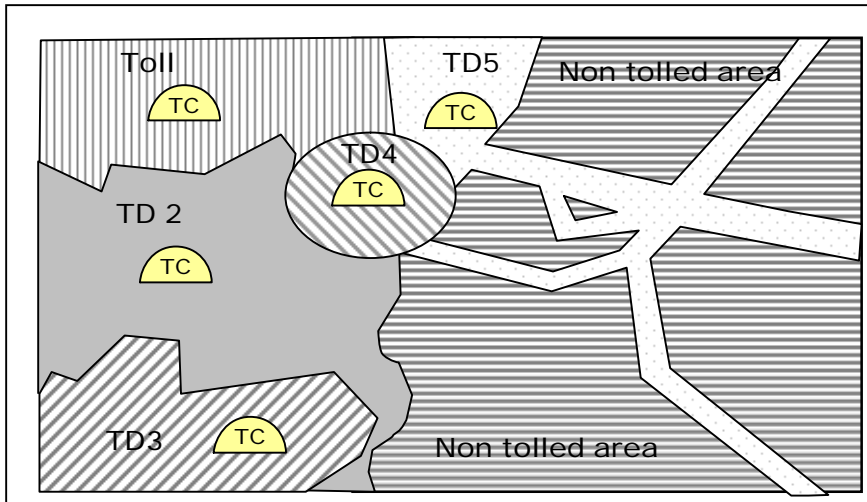 Toll
TC
TD5
TC
Non tolled area
TD4
TC
TD 2
TC
TD3
TC
Non tolled area